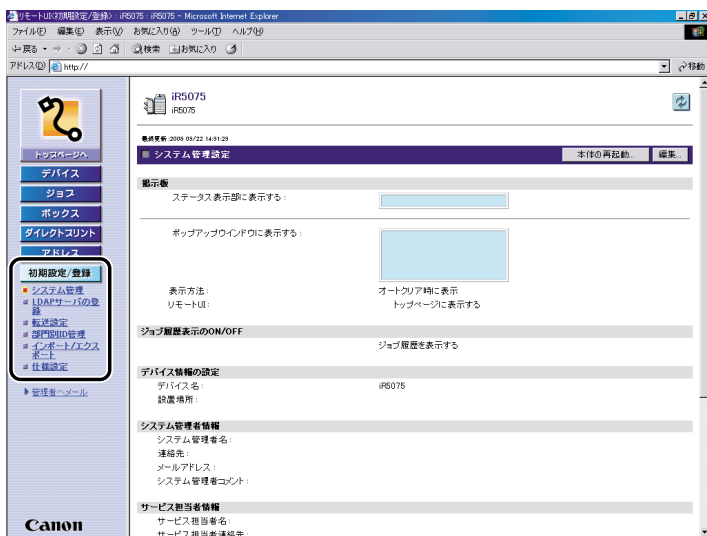 リモートUI〈初期設定/登録〉: iR5075 : iR5075 - Microsoft Internet Explorer
ファイル(F) 編集(E) 表示(V) お気に入り(A) ツール(T) ヘルプ(H)
戻る 検索 お気に入り
アドレス(D) http:// 移動
iR5075
iR5075
最終更新:2008 05/22 14:51:25
システム管理設定 本体の再起動... 編集...
トップページへ
デバイス
ジョブ
ボックス
ダイレクトプリント
アドレス
初期設定/登録
システム管理
LDAPサーバの登
録
転送設定
部門別ID管理
インポート/エクス
ポート
仕様設定
管理者へメール
Canon
掲示板
ステータス表示部に表示する:
ポップアップウインドウに表示する:
表示方法: オートクリア時に表示
リモートUI: トップページに表示する
ジョブ履歴表示のON/OFF
ジョブ履歴を表示する
デバイス情報の設定
デバイス名: iR5075
設置場所:
システム管理者情報
システム管理者名:
連絡先:
メールアドレス:
システム管理者コメント:
サービス担当者情報
サービス担当者名:
サービス担当者連絡先: